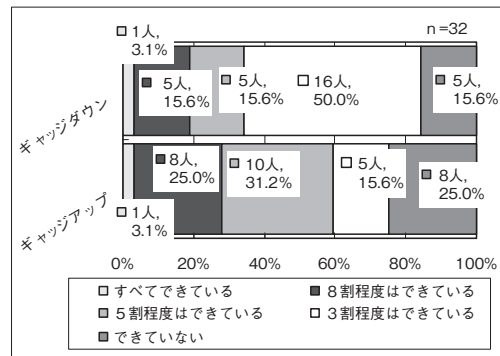 n=32
1人,
3.1%
5人,
15.6%
5人,
15.6%
16人,
50.0%
5人,
15.6%
ギャッジダウン
8人,
25.0%
10人,
31.2%
5人,
15.6%
8人,
25.0%
1人,
3.1%
ギャッジアップ
0% 20% 40% 60% 80% 100%
すべてできている 8割程度はできている
5割程度はできている 3割程度はできている
できていない